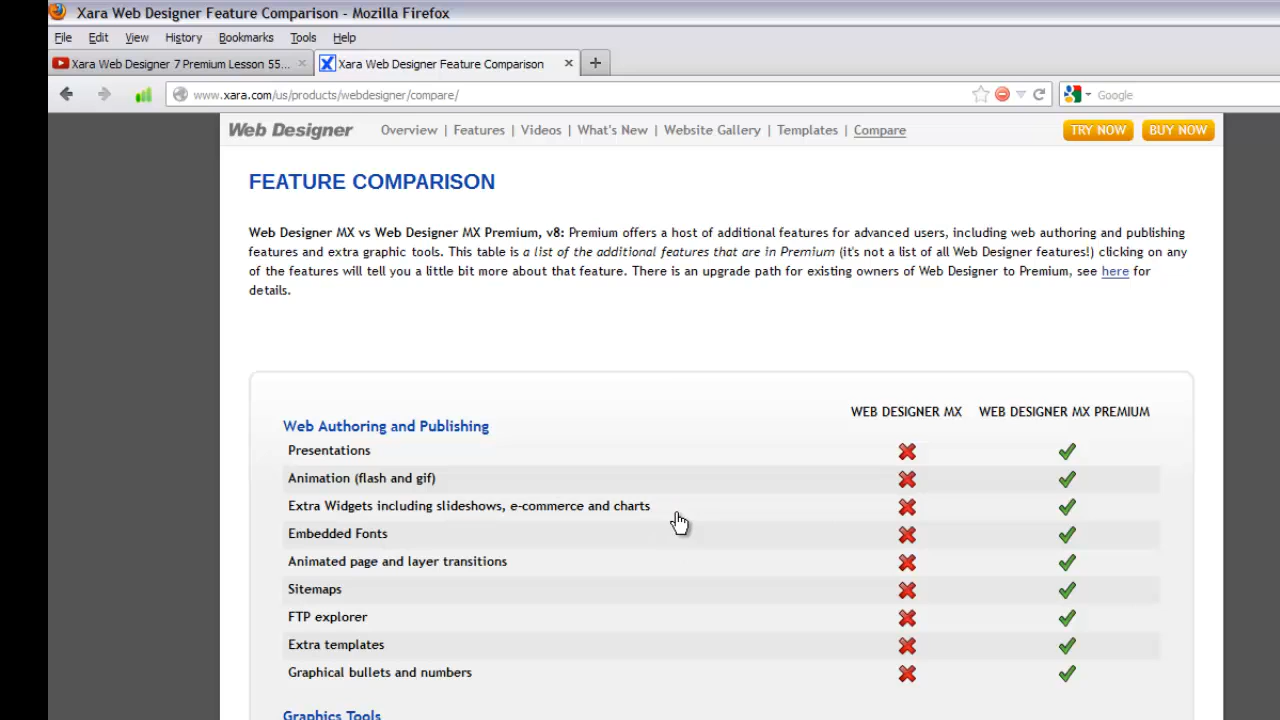 Xara Web Designer Feature Comparison - Mozilla Firefox
File Edit View History Bookmarks Tools Help
Xara Web Designer 7 Premium Lesson 55... Xara Web Designer Feature Comparison
www.xara.com/us/products/webdesigner/compare/ Google
Web Designer Overview | Features | Videos | What's New | Website Gallery | Templates | Compare TRY NOW BUY NOW
FEATURE COMPARISON
Web Designer MX vs Web Designer MX Premium, v8: Premium offers a host of additional features for advanced users, including web authoring and publishing
features and extra graphic tools. This table is a list of the additional features that are in Premium (it's not a list of all Web Designer features!) clicking on any
of the features will tell you a little bit more about that feature. There is an upgrade path for existing owners of Web Designer to Premium, see here for
details.
WEB DESIGNER MX WEB DESIGNER MX PREMIUM
Web Authoring and Publishing
Presentations
Animation (flash and gif)
Extra Widgets including slideshows, e-commerce and charts
Embedded Fonts
Animated page and layer transitions
Sitemaps
FTP explorer
Extra templates
Graphical bullets and numbers
Graphics Tools